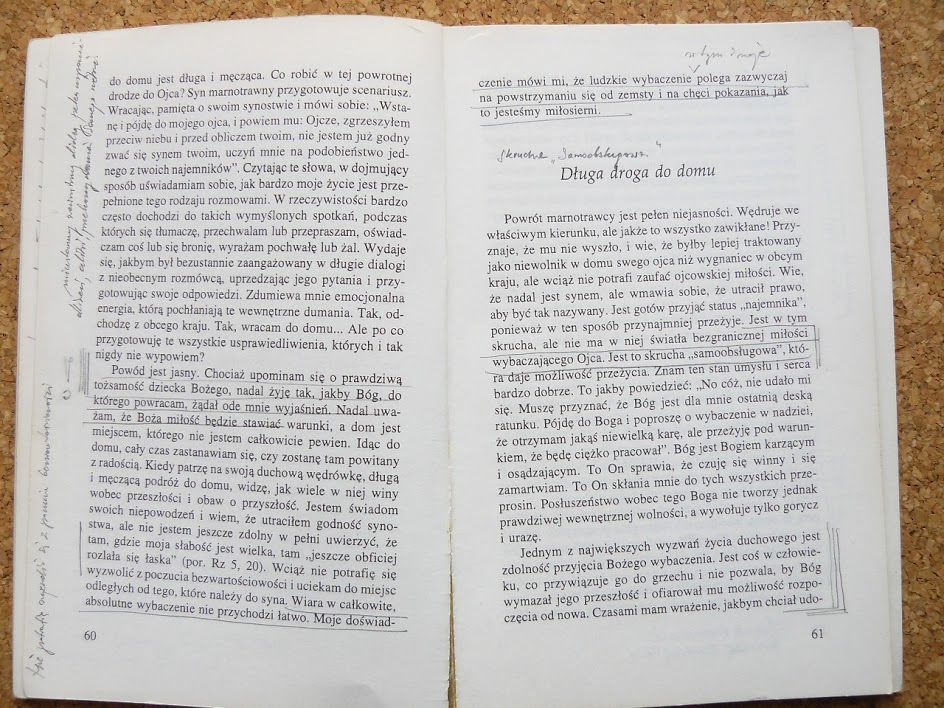 do domu jest długa i męcząca. Co robić w tej powrotnej
drodze do Ojca? Syn marnotrawny przygotowuje scenariusz.
Wracając, pamięta o swoim synostwie i mówi sobie: „Wsta-
nę i pójdę do mojego ojca, i powiem mu: Ojcze, zgrzeszyłem
przeciw niebu i przed obliczem twoim, nie jestem już godny
zwać się synem twoim, uczyń mnie na podobieństwo jed-
nego z twoich najemników”. Czytając te słowa, w dojmujący
sposób uświadamiam sobie, jak bardzo moje życie jest prze-
pełnione tego rodzaju rozmowami. W rzeczywistości bardzo
często dochodzi do takich wymyślonych spotkań, podczas
których się tłumaczę, przechwalam lub przepraszam, oświad-
czam coś lub się bronię, wyrażam pochwałę lub żal. Wydaje
się, jakbym był bezustannie zaangażowany w długie dialogi
z nieobecnym rozmówcą, uprzedzając jego pytania i przy-
gotowując swoje odpowiedzi. Zdumiewa mnie emocjonalna
energia, którą pochłaniają te wewnętrzne dumania. Tak, od-
chodzę z obcego kraju. Tak, wracam do domu... Ale po co
przygotowuję te wszystkie usprawiedliwienia, których i tak
nigdy nie wypowiem?
Powód jest jasny. Chociaż upominam się o prawdziwą
tożsamość dziecka Bożego, nadal żyję tak, jakby Bóg, do
którego powracam, żądał ode mnie wyjaśnień. Nadal uwa-
żam, że Boża miłość będzie stawiać warunki, a dom jest
miejscem, którego nie jestem całkowicie pewien. Idąc do
domu, cały czas zastanawiam się, czy zostanę tam powitany
z radością. Kiedy patrzę na swoją duchową wędrówkę, długą
i męczącą podróż do domu, widzę, jak wiele w niej winy
wobec przeszłości i obaw o przyszłość. Jestem świadom
swoich niepowodzeń i wiem, że utraciłem godność syno-
stwa, ale nie jestem jeszcze zdolny w pełni uwierzyć, że
tam, gdzie moja słabość jest wielka, tam „jeszcze obficiej
rozlała się łaska” (por. Rz 5, 20). Wciąż nie potrafię się
wyzwolić z poczucia bezwartościowości i uciekam do miejsc
odległych od tego, które należy do syna. Wiara w całkowite,
absolutne wybaczenie nie przychodzi łatwo. Moje doświad-
60
w tym
czenie mówi mi, że ludzkie wybaczenie polega zazwyczaj
na powstrzymaniu się od zemsty i na chęci pokazania, jak
to jesteśmy miłosierni.
skrucha „Samoobsługowa”
Długa droga do domu
Powrót marnotrawcy jest pełen niejasności. Wędruje we
właściwym kierunku, ale jakże to wszystko zawikłane! Przy-
znaje, że mu nie wyszło, i wie, że byłby lepiej traktowany
jako niewolnik w domu swego ojca niż wygnaniec w obcym
kraju, ale wciąż nie potrafi zaufać ojcowskiej miłości. Wie,
że nadal jest synem, ale wmawia sobie, że utracił prawo,
aby być tak nazywany. Jest gotów przyjąć status „najemnika”,
ponieważ w ten sposób przynajmniej przeżyje. Jest w tym
skrucha, ale nie ma w niej światła bezgranicznej miłości
wybaczającego Ojca. Jest to skrucha „samoobsługowa”, któ-
ra daje możliwość przeżycia. Znam ten stan umysłu i serca
bardzo dobrze. To jakby powiedzieć: „No cóż, nie udało mi
się. Muszę przyznać, że Bóg jest dla mnie ostatnią deską
ratunku. Pójdę do Boga i poproszę o wybaczenie w nadziei,
że otrzymam jakąś niewielką karę, ale przeżyję pod warun-
kiem, że będę ciężko pracował”. Bóg jest Bogiem karzącym
i osądzającym. To On sprawia, że czuję się winny i się
zamartwiam. To On skłania mnie do tych wszystkich prze-
prosin. Posłuszeństwo wobec tego Boga nie tworzy jednak
prawdziwej wewnętrznej wolności, a wywołuje tylko gorycz
i urazę.
Jednym z największych wyzwań życia duchowego jest
zdolność przyjęcia Bożego wybaczenia. Jest coś w człowie-
ku, co przywiązuje go do grzechu i nie pozwala, by Bóg
wymazał jego przeszłość i ofiarował mu możliwość rozpo-
częcia od nowa. Czasami mam wrażenie, jakbym chciał udo-
61